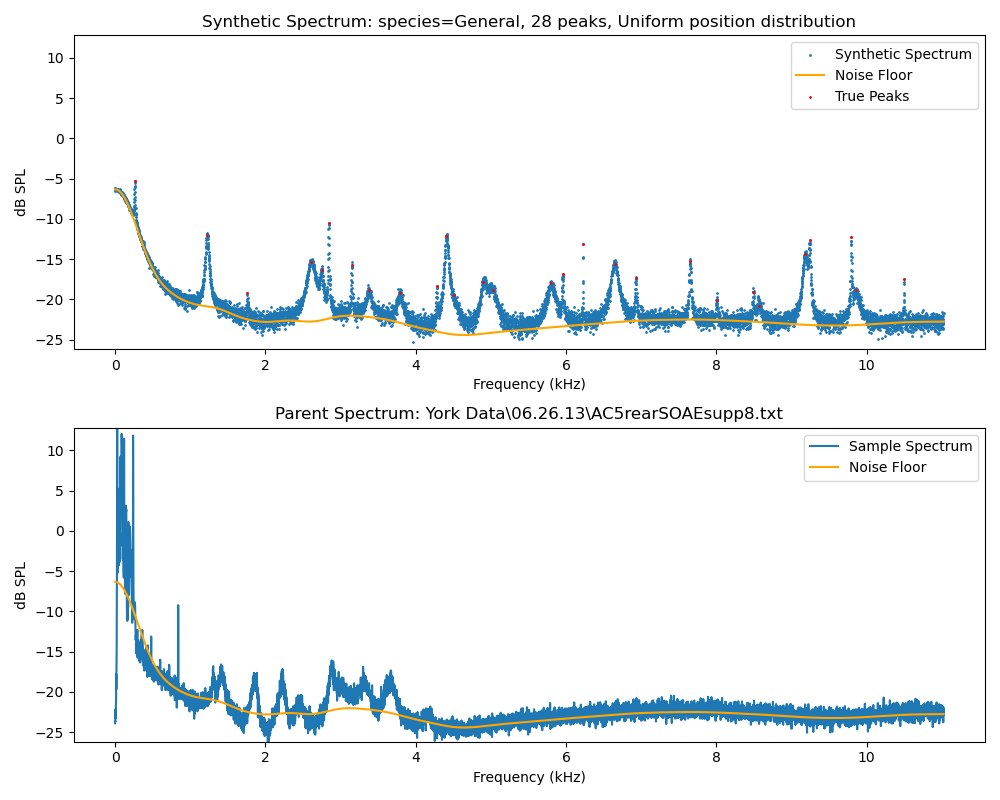 Synthetic Spectrum: species=General, 28 peaks, Uniform position distribution
dB SPL
10
5
0
−5
−10
−15
−20
−25
Synthetic Spectrum
Noise Floor
True Peaks
0 2 4 6 8 10
Frequency (kHz)
Parent Spectrum: York Data\06.26.13\AC5rearSOAEsupp8.txt
dB SPL
10
5
0
−5
−10
−15
−20
−25
Sample Spectrum
Noise Floor
0 2 4 6 8 10
Frequency (kHz)